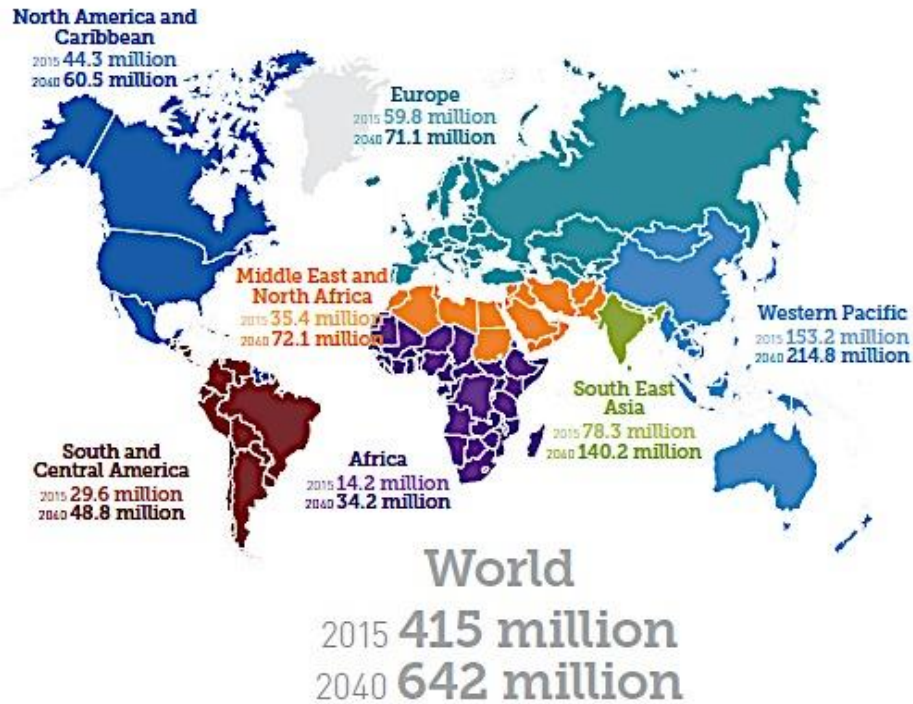 North America and
Caribbean
2015 44.3 million
2040 60.5 million
Europe
2015 59.8 million
2040 71.1 million
Middle East and
North Africa
2015 35.4 million
2040 72.1 million
Western Pacific
2015 153.2 million
2040 214.8 million
South East
Asia
2015 78.3 million
2040 140.2 million
South and
Central America
2015 29.6 million
2040 48.8 million
Africa
2015 14.2 million
2040 34.2 million
World
2015 415 million
2040 642 million